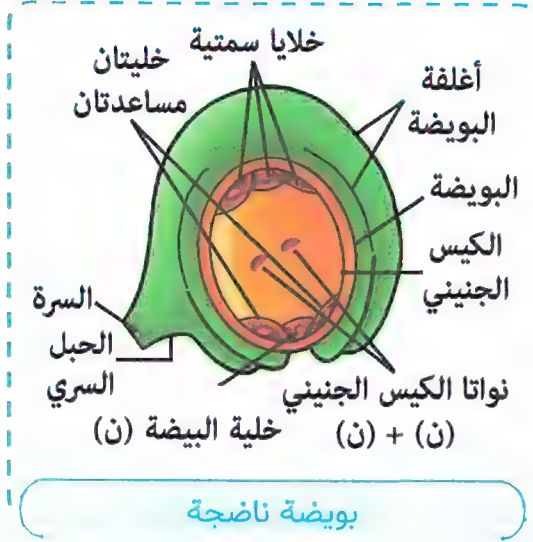 خلايا سمتية
خليتان
مساعدتان
أغلفة
البويضة
البويضة
الكيس
الجنيني
السرة
الحبل
السري
نواتا الكيس الجنيني
(ن) + (ن)
خلية البيضة (ن)
بويضة ناضجة